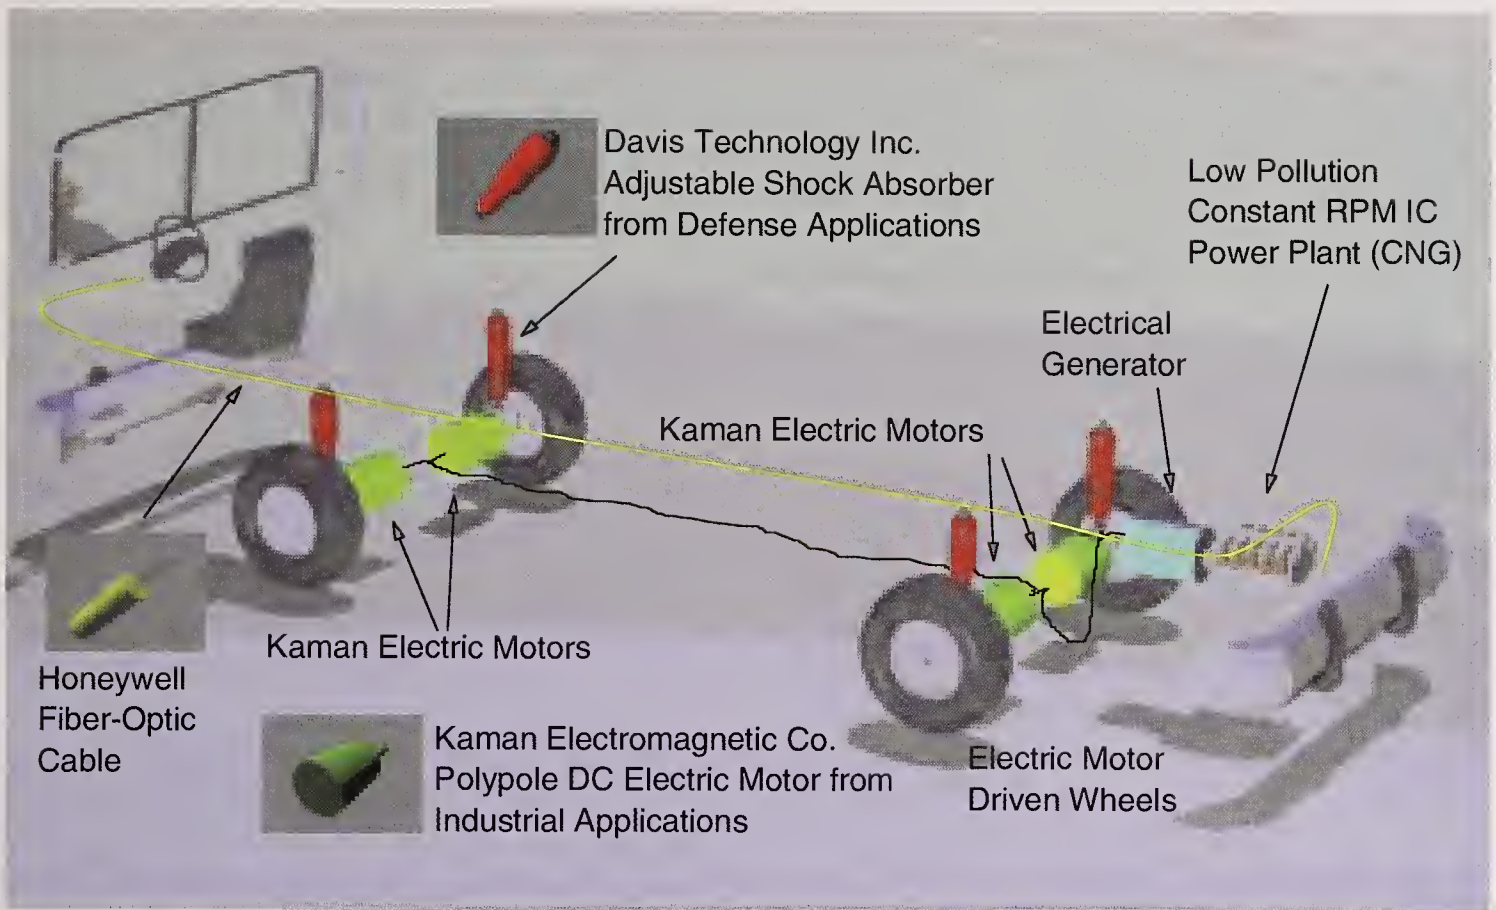 Davis Technology Inc.
Adjustable Shock Absorber
from Defense Applications
Low Pollution
Constant RPM IC
Power Plant (CNG)
Electrical
Generator
Kaman Electric Motors
Kaman Electric Motors
Honeywell
Fiber-Optic
Cable
Kaman Electromagnetic Co.
Polypole DC Electric Motor from
Industrial Applications
Electric Motor
Driven Wheels